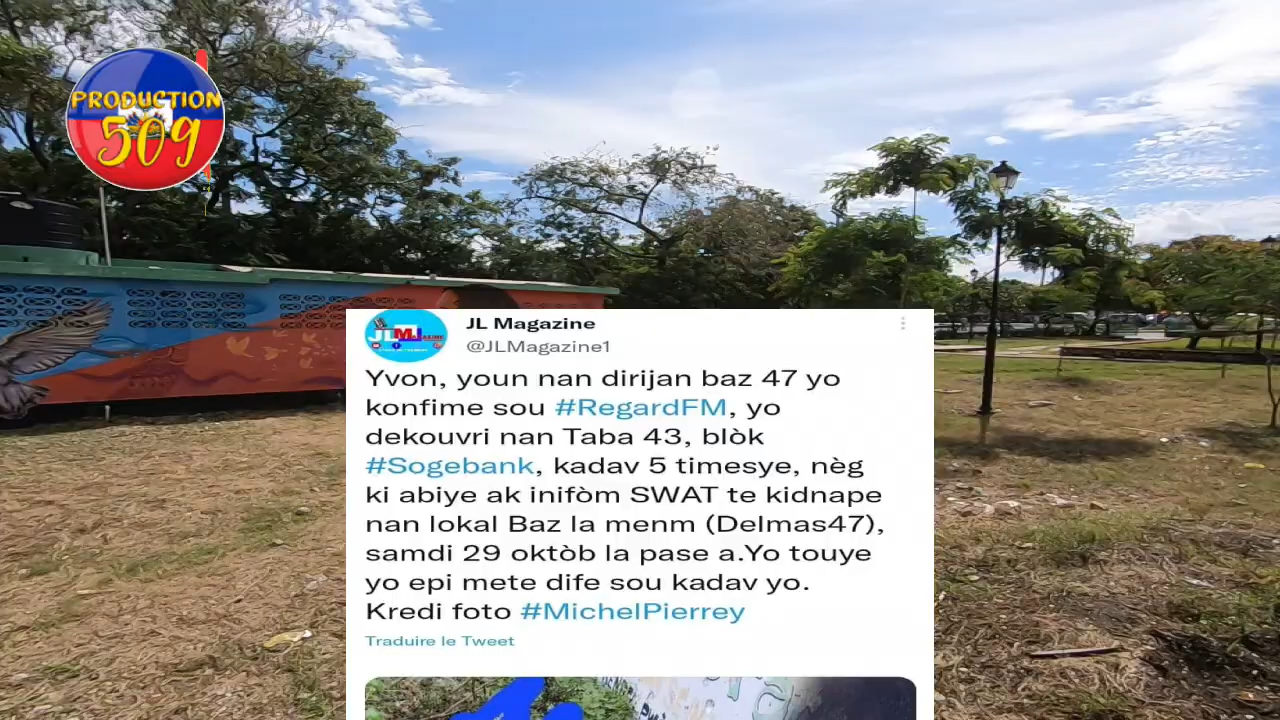 PRODUCTION
509
JL Magazine
@JLMagazine1
Yvon, youn nan dirijan baz 47 yo
konfime sou #RegardFM, yo
dekouvri nan Taba 43, blòk
#Sogebank, kadav 5 timesye, nèg
ki abiye ak inifòm SWAT te kidnape
nan lokal Baz la menm (Delmas47),
samdi 29 oktòb la pase a.Yo touye
yo epi mete dife sou kadav yo.
Kredi foto #MichelPierrey
Traduire le Tweet